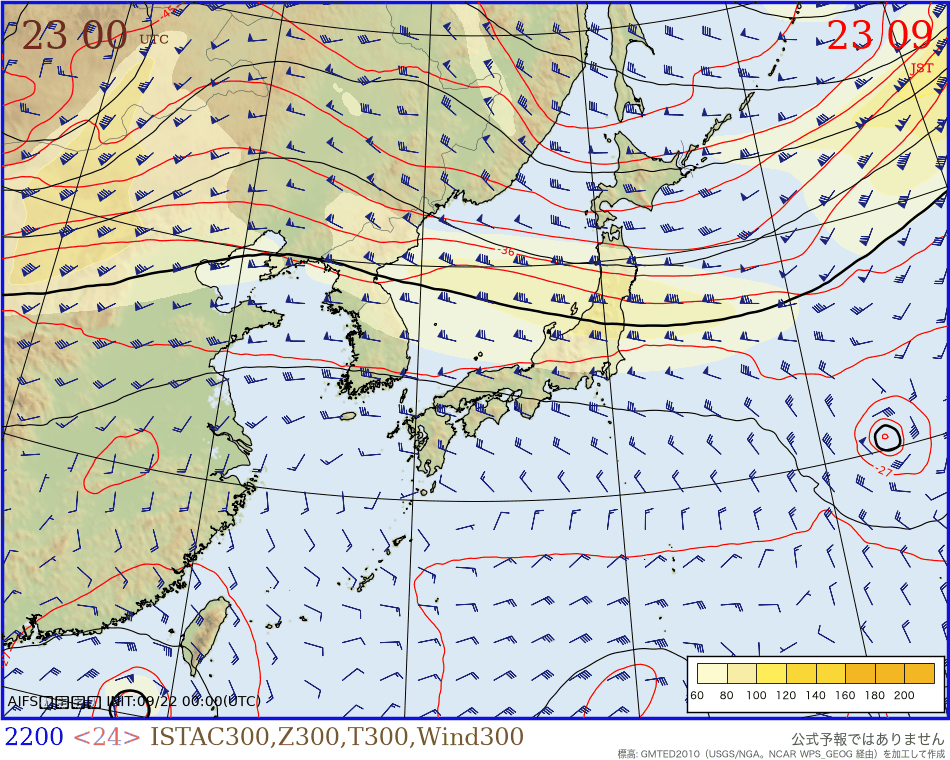 23 00 UTC
23 09
JST
-45
-36
-27
AIFS INIT:09/22 00:00(UTC)
60 80 100 120 140 160 180 200
2200 <24> ISTAC300,Z300,T300,Wind300
公式予報ではありません
標高: GMTED2010（USGS/NGA。NCAR WPS_GEOG 経由）を加工して作成